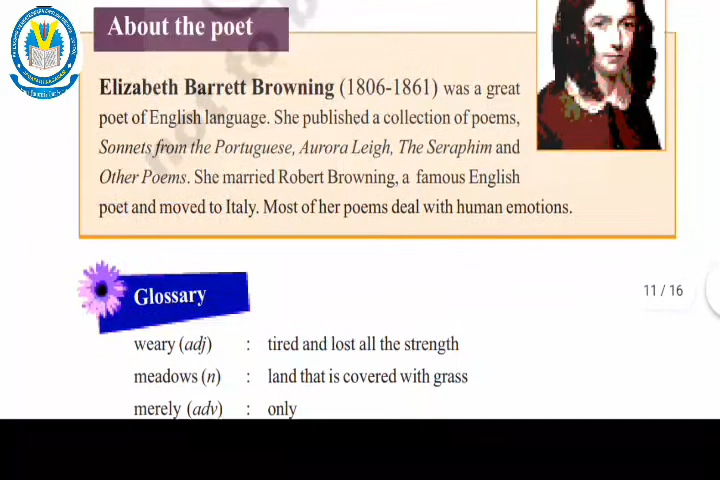 About the poet
Elizabeth Barrett Browning (1806-1861) was a great
poet of English language. She published a collection of poems,
Sonnets from the Portuguese, Aurora Leigh, The Seraphim and
Other Poems. She married Robert Browning, a famous English
poet and moved to Italy. Most of her poems deal with human emotions.
Glossary
11 / 16
weary (adj) : tired and lost all the strength
meadows (n) : land that is covered with grass
merely (adv) : only